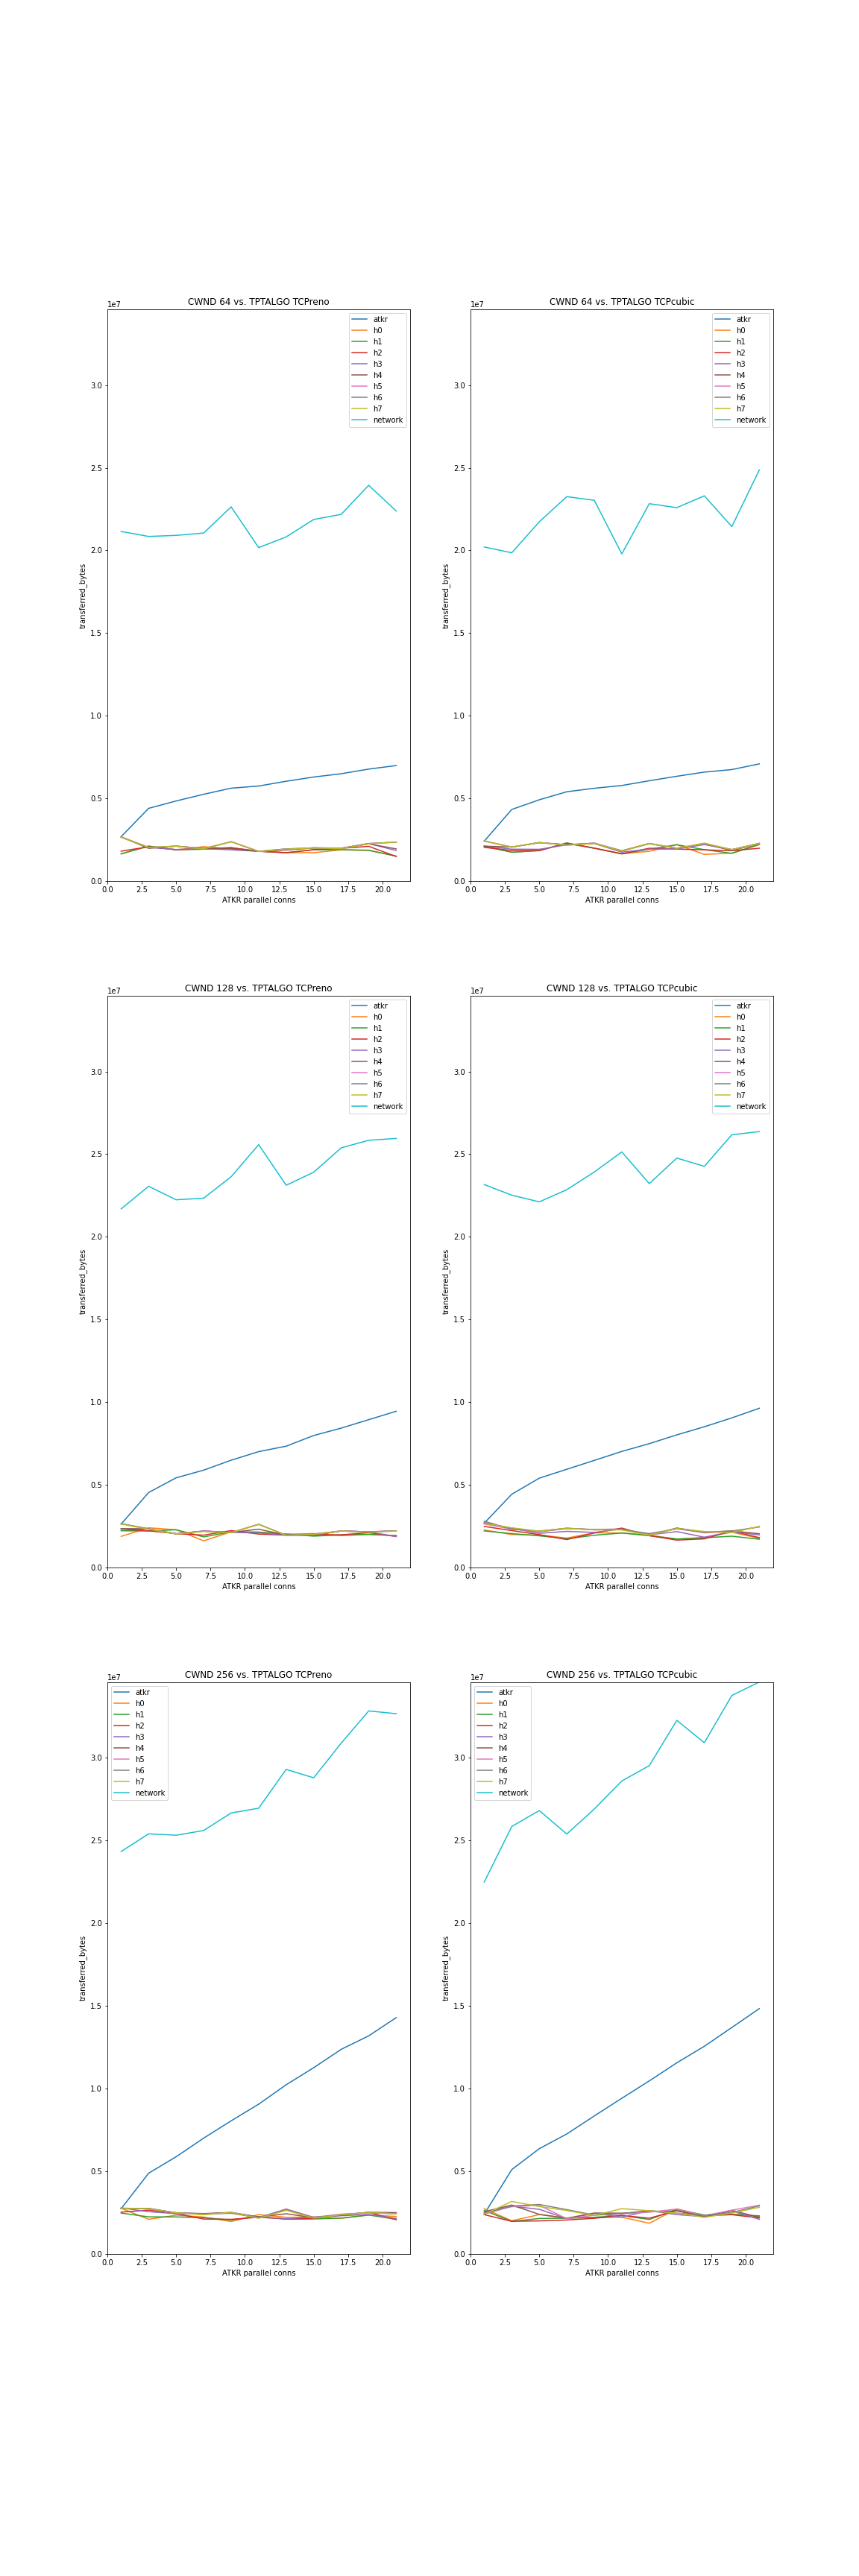 CWND 64 vs. TPTALGO TCPreno
1e7
atkr
h0
h1
h2
h3
h4
h5
h6
h7
network
3.0
2.5
2.0
1.5
1.0
0.5
0.0
transferred_bytes
0.0 2.5 5.0 7.5 10.0 12.5 15.0 17.5 20.0
ATKR parallel conns
CWND 64 vs. TPTALGO TCPcubic
1e7
atkr
h0
h1
h2
h3
h4
h5
h6
h7
network
3.0
2.5
2.0
1.5
1.0
0.5
0.0
transferred_bytes
0.0 2.5 5.0 7.5 10.0 12.5 15.0 17.5 20.0
ATKR parallel conns
CWND 128 vs. TPTALGO TCPreno
1e7
atkr
h0
h1
h2
h3
h4
h5
h6
h7
network
3.0
2.5
2.0
1.5
1.0
0.5
0.0
transferred_bytes
0.0 2.5 5.0 7.5 10.0 12.5 15.0 17.5 20.0
ATKR parallel conns
CWND 128 vs. TPTALGO TCPcubic
1e7
atkr
h0
h1
h2
h3
h4
h5
h6
h7
network
3.0
2.5
2.0
1.5
1.0
0.5
0.0
transferred_bytes
0.0 2.5 5.0 7.5 10.0 12.5 15.0 17.5 20.0
ATKR parallel conns
CWND 256 vs. TPTALGO TCPreno
1e7
atkr
h0
h1
h2
h3
h4
h5
h6
h7
network
3.0
2.5
2.0
1.5
1.0
0.5
0.0
transferred_bytes
0.0 2.5 5.0 7.5 10.0 12.5 15.0 17.5 20.0
ATKR parallel conns
CWND 256 vs. TPTALGO TCPcubic
1e7
atkr
h0
h1
h2
h3
h4
h5
h6
h7
network
3.0
2.5
2.0
1.5
1.0
0.5
0.0
transferred_bytes
0.0 2.5 5.0 7.5 10.0 12.5 15.0 17.5 20.0
ATKR parallel conns